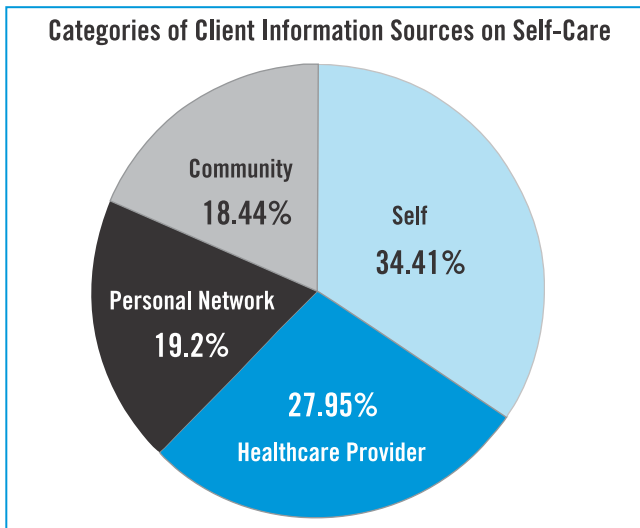 Categories of Client Information Sources on Self-Care
Community
18.44%
Self
34.41%
Personal Network
19.2%
27.95%
Healthcare Provider